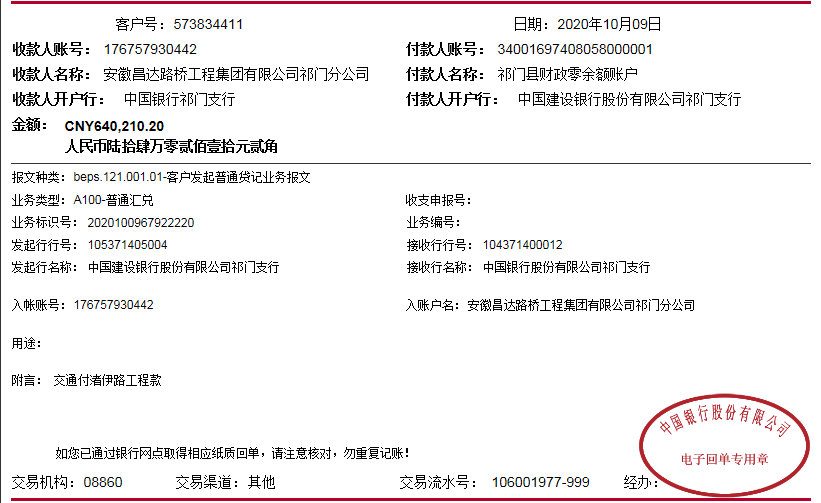 客户号：573834411 日期：2020年10月09日
收款人账号：176757930442 付款人账号：34001697408058000001
收款人名称：安徽昌达路桥工程集团有限公司祁门分公司 付款人名称：祁门县财政零余额账户
收款人开户行：中国银行祁门支行 付款人开户行：中国建设银行股份有限公司祁门支行
金额：CNY640,210.20
人民币陆拾肆万零贰佰壹拾元贰角
报文种类：beps.121.001.01-客户发起普通贷记业务报文
业务类型：A100-普通汇兑 收支申报号：
业务标识号：2020100967922220 业务编号：
发起行行号：105371405004 接收行行号：104371400012
发起行名称：中国建设银行股份有限公司祁门支行 接收行名称：中国银行股份有限公司祁门支行
入帐账号：176757930442 入账户名：安徽昌达路桥工程集团有限公司祁门分公司
用途：
附言：交通付渚伊路工程款
中国银行股份有限公司
电子回单专用章
如您已通过银行网点取得相应纸质回单，请注意核对，勿重复记账！
交易机构：08860 交易渠道：其他 交易流水号：106001977-999 经办：